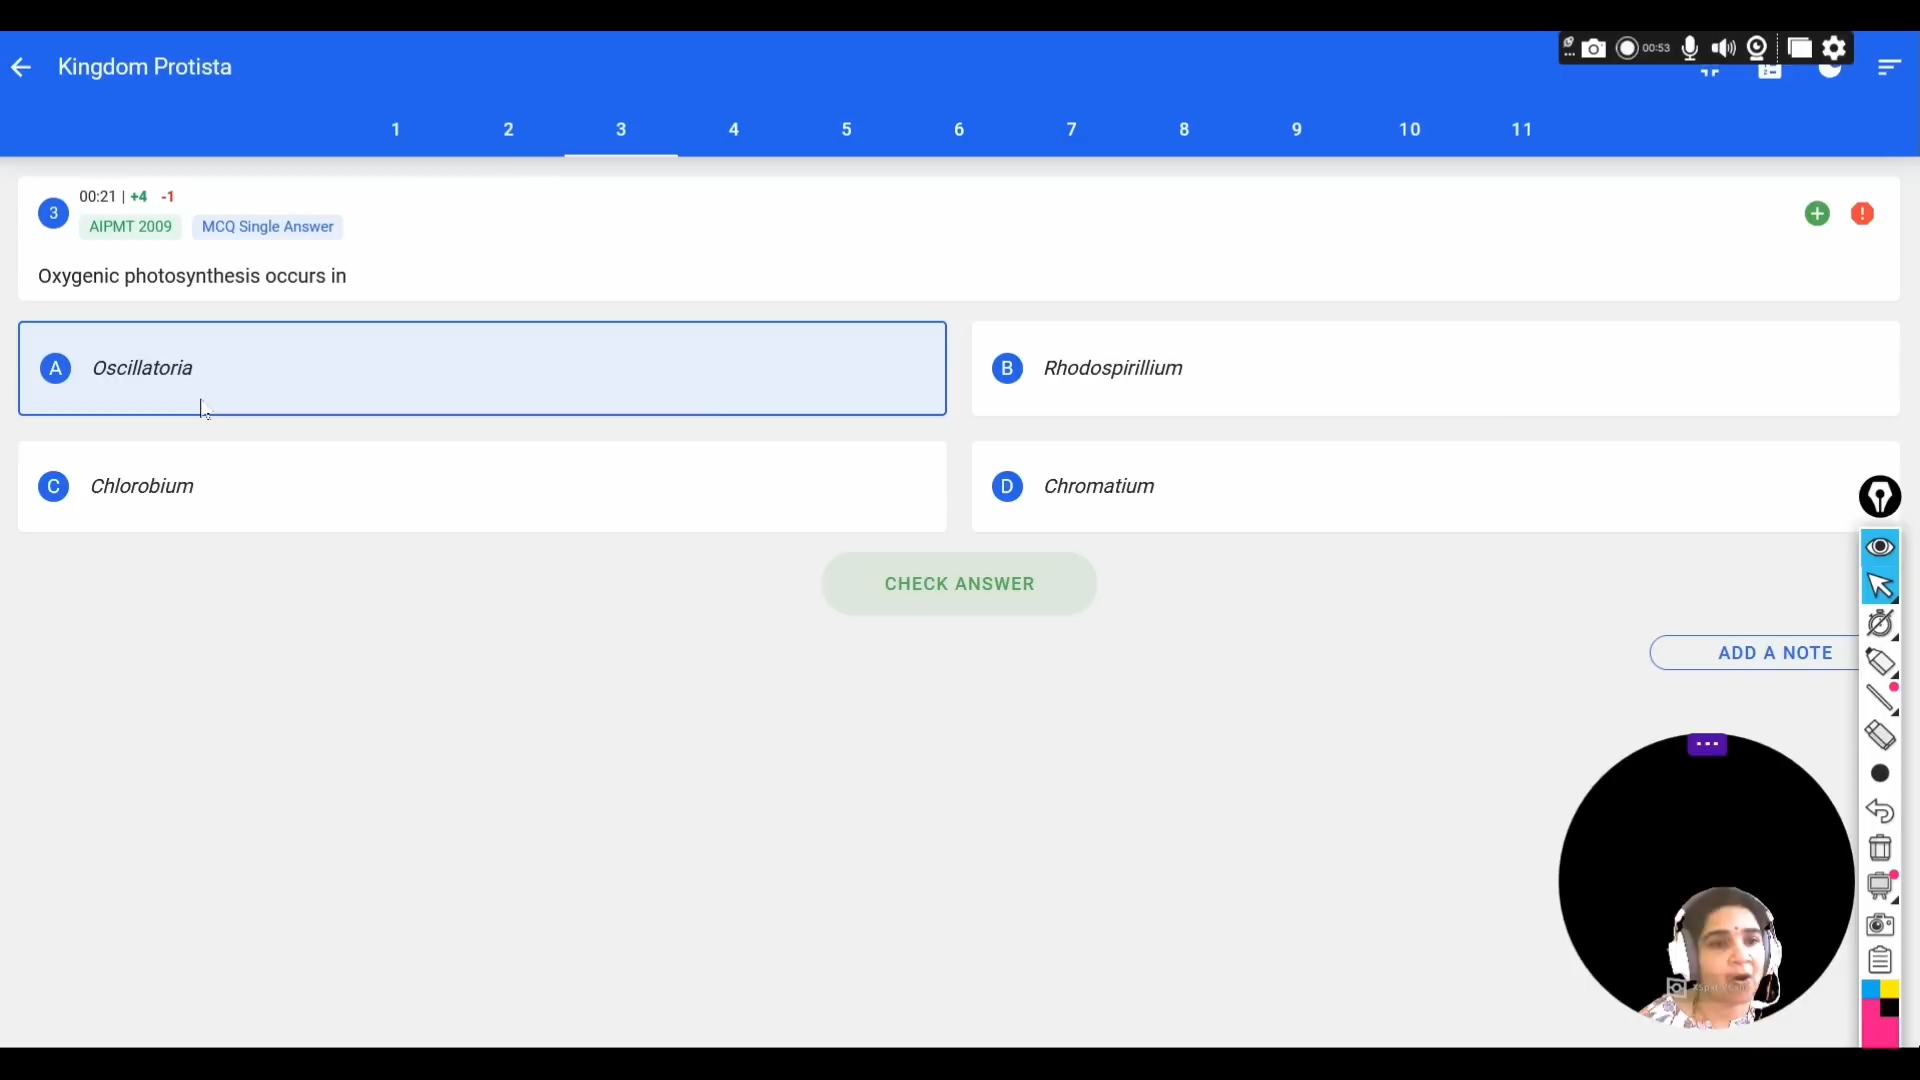 00:53
Kingdom Protista
1 2 3 4 5 6 7 8 9 10 11
3
00:21 | +4 -1
AIPMT 2009 MCQ Single Answer
Oxygenic photosynthesis occurs in
A Oscillatoria
B Rhodospirillium
C Chlorobium
D Chromatium
CHECK ANSWER
ADD A NOTE